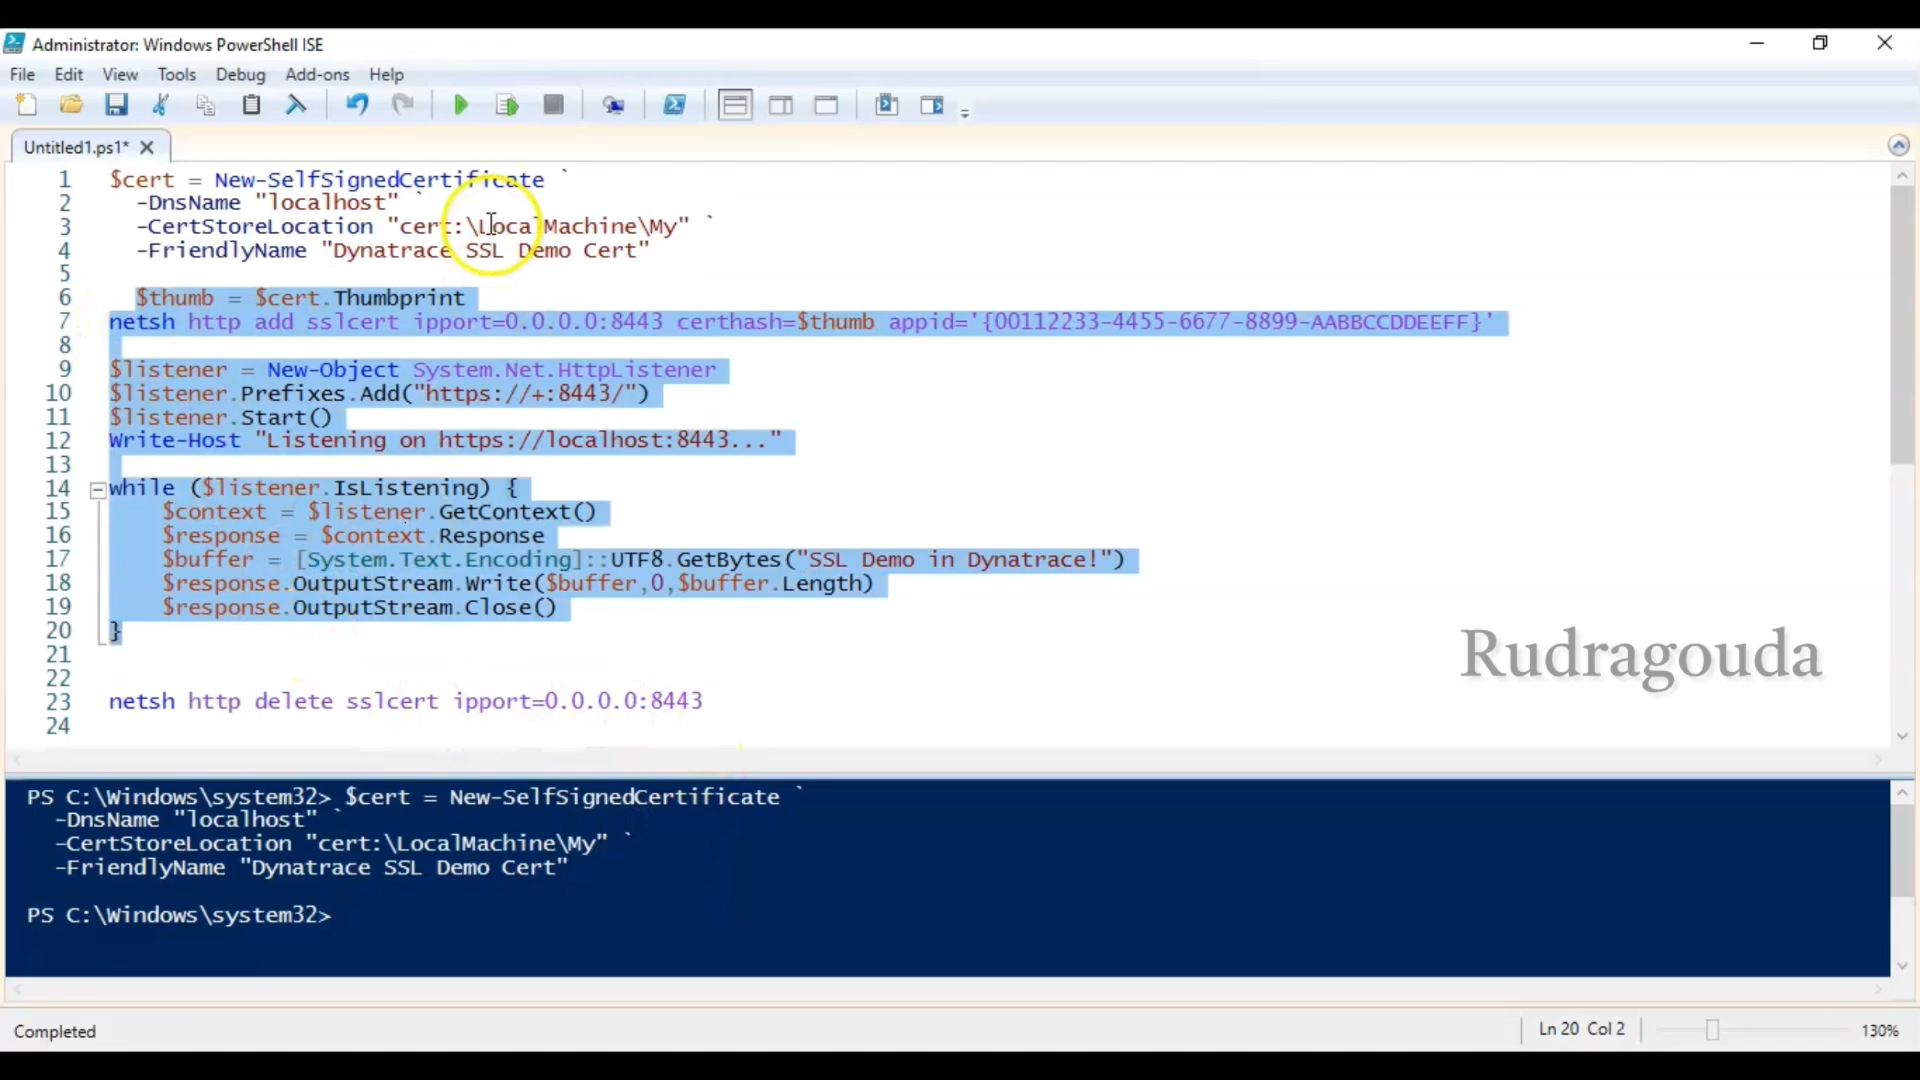 Administrator: Windows PowerShell ISE
File Edit View Tools Debug Add-ons Help
Untitled1.ps1* X
1 $cert = New-SelfSignedCertificate `
2   -DnsName "localhost" `
3   -CertStoreLocation "cert:\LocalMachine\My" `
4   -FriendlyName "Dynatrace SSL Demo Cert"
5
6   $thumb = $cert.Thumbprint
7 netsh http add sslcert ipport=0.0.0.0:8443 certhash=$thumb appid='{00112233-4455-6677-8899-AABBCCDDEEFF}'
8
9 $listener = New-Object System.Net.HttpListener
10 $listener.Prefixes.Add("https://+:8443/")
11 $listener.Start()
12 Write-Host "Listening on https://localhost:8443..."
13
14 while ($listener.IsListening) {
15     $context = $listener.GetContext()
16     $response = $context.Response
17     $buffer = [System.Text.Encoding]::UTF8.GetBytes("SSL Demo in Dynatrace!")
18     $response.OutputStream.Write($buffer,0,$buffer.Length)
19     $response.OutputStream.Close()
20 }
21
22
23 netsh http delete sslcert ipport=0.0.0.0:8443
24
Rudragouda
PS C:\Windows\system32> $cert = New-SelfSignedCertificate `
  -DnsName "localhost" `
  -CertStoreLocation "cert:\LocalMachine\My" `
  -FriendlyName "Dynatrace SSL Demo Cert"
PS C:\Windows\system32>
Completed
Ln 20 Col 2
130%